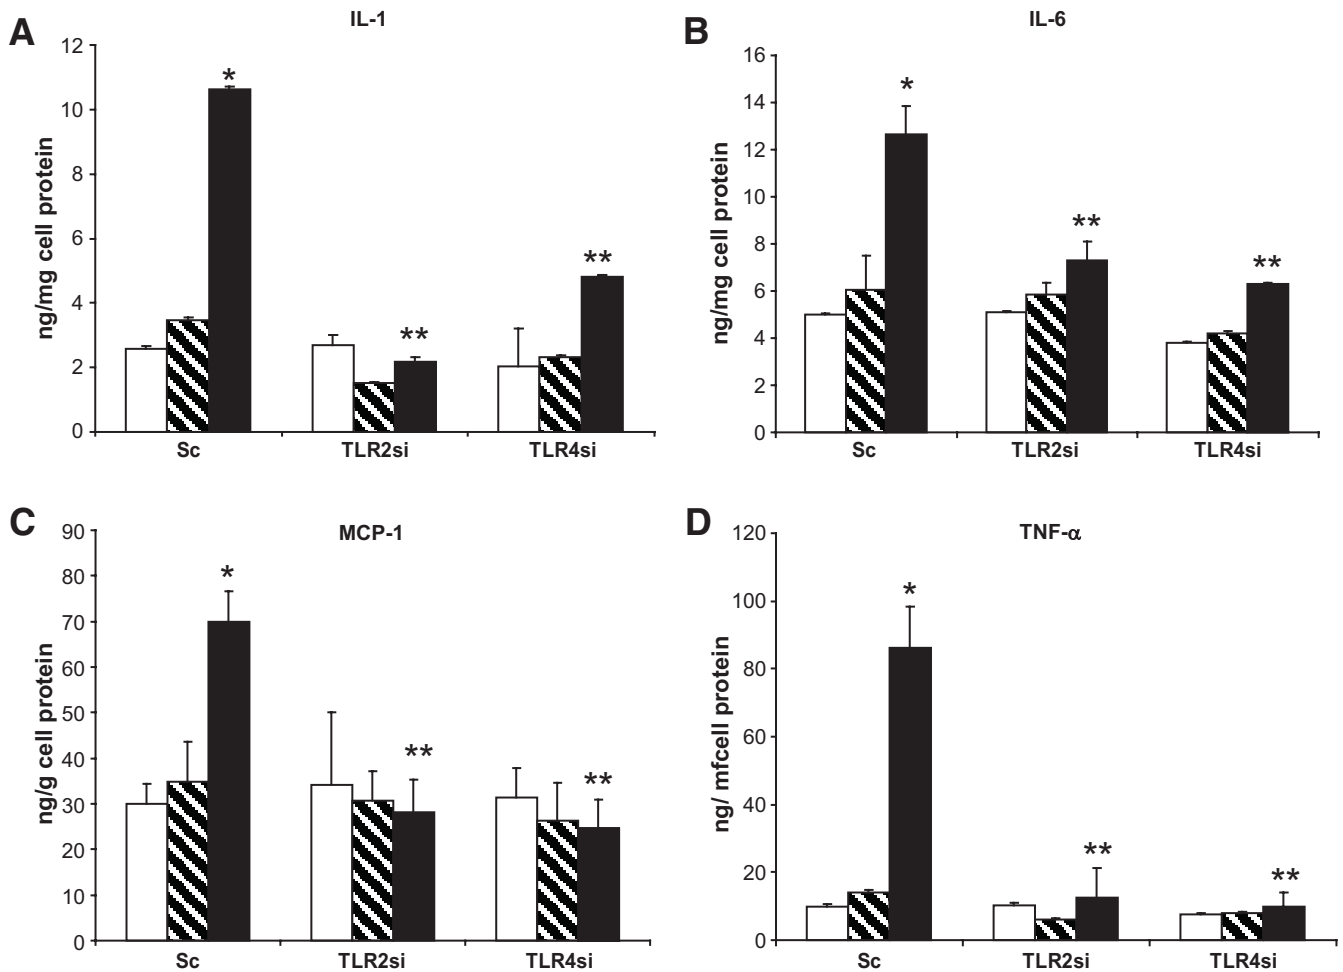 A
IL-1
ng/mg cell protein
12
10
8
6
4
2
0
*
**
**
Sc TLR2si TLR4si
B
IL-6
ng/mg cell protein
16
14
12
10
8
6
4
2
0
*
**
**
Sc TLR2si TLR4si
C
MCP-1
ng/g cell protein
90
80
70
60
50
40
30
20
10
0
*
**
**
Sc TLR2si TLR4si
D
TNF-α
ng/ mfcell protein
120
100
80
60
40
20
0
*
**
**
Sc TLR2si TLR4si